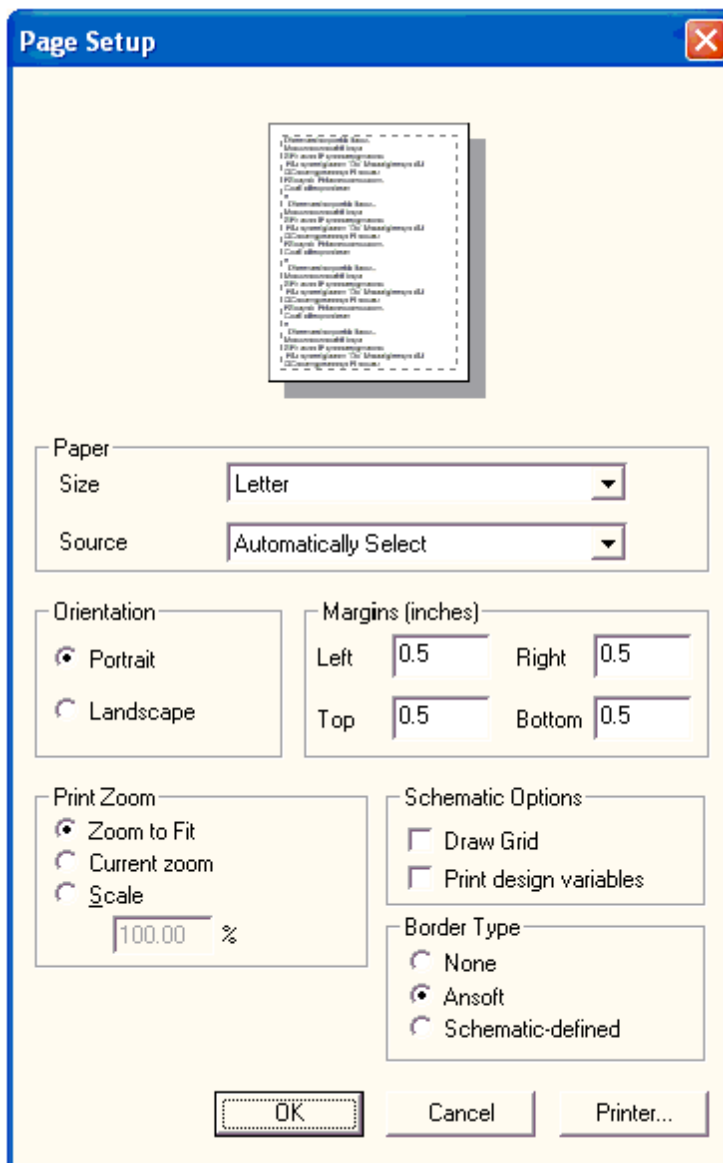 Page Setup
Paper
Size Letter
Source Automatically Select
Orientation
Portrait
Landscape
Margins (inches)
Left 0.5 Right 0.5
Top 0.5 Bottom 0.5
Print Zoom
Zoom to Fit
Current zoom
Scale
100.00 %
Schematic Options
Draw Grid
Print design variables
Border Type
None
Ansoft
Schematic-defined
OK Cancel Printer...